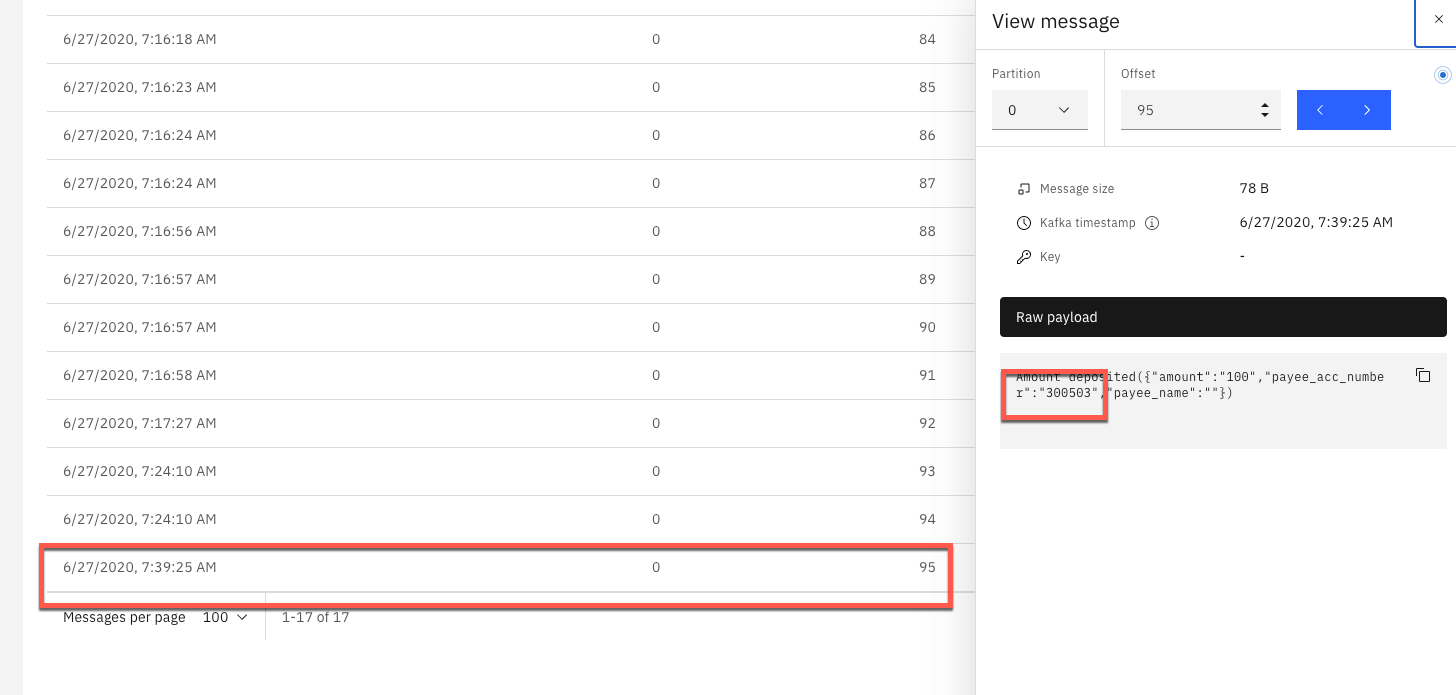 6/27/2020, 7:16:18 AM 0 84
6/27/2020, 7:16:23 AM 0 85
6/27/2020, 7:16:24 AM 0 86
6/27/2020, 7:16:24 AM 0 87
6/27/2020, 7:16:56 AM 0 88
6/27/2020, 7:16:57 AM 0 89
6/27/2020, 7:16:57 AM 0 90
6/27/2020, 7:16:58 AM 0 91
6/27/2020, 7:17:27 AM 0 92
6/27/2020, 7:24:10 AM 0 93
6/27/2020, 7:24:10 AM 0 94
6/27/2020, 7:39:25 AM 0 95
Messages per page 100 1-17 of 17
View message
Partition Offset
0 95
Message size 78 B
Kafka timestamp 6/27/2020, 7:39:25 AM
Key -
Raw payload
Amount deposited({"amount":"100","payee_acc_numbe
r":"300503","payee_name":""})